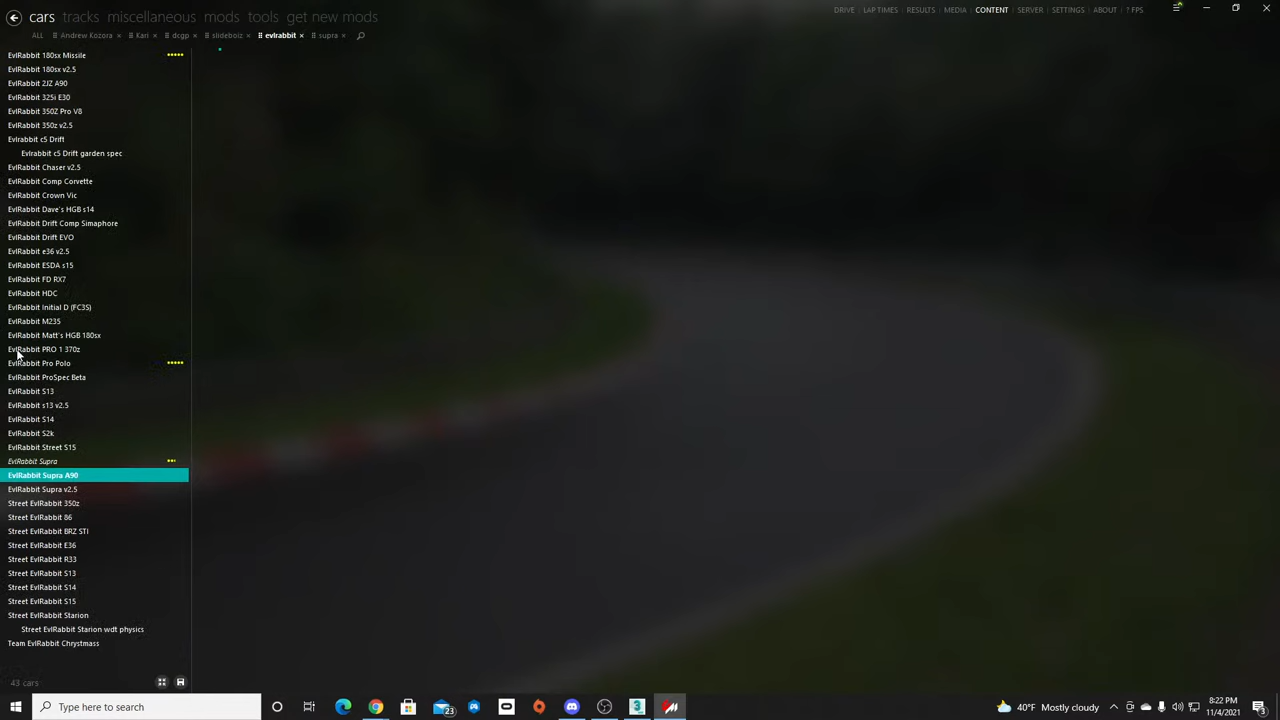 cars tracks miscellaneous mods tools get new mods
DRIVE LAP TIMES RESULTS MEDIA CONTENT SERVER SETTINGS ABOUT ? FPS
ALL Andrew Kozora × Kari × dcgp × slideboiz × evlrabbit × supra ×
EvlRabbit 180sx Missile
EvlRabbit 180sx v2.5
EvlRabbit 2JZ A90
EvlRabbit 325i E30
EvlRabbit 350Z Pro V8
EvlRabbit 350z v2.5
Evlrabbit c5 Drift
Evlrabbit c5 Drift garden spec
EvlRabbit Chaser v2.5
EvlRabbit Comp Corvette
EvlRabbit Crown Vic
EvlRabbit Dave's HGB s14
EvlRabbit Drift Comp Simaphore
EvlRabbit Drift EVO
EvlRabbit e36 v2.5
EvlRabbit ESDA s15
EvlRabbit FD RX7
EvlRabbit HDC
EvlRabbit Initial D (FC3S)
EvlRabbit M235
EvlRabbit Matt's HGB 180sx
EvlRabbit PRO 1 370z
EvlRabbit Pro Polo
EvlRabbit ProSpec Beta
EvlRabbit S13
EvlRabbit s13 v2.5
EvlRabbit S14
EvlRabbit S2k
EvlRabbit Street S15
EvlRabbit Supra
EvlRabbit Supra A90
EvlRabbit Supra v2.5
Street EvlRabbit 350z
Street EvlRabbit 86
Street EvlRabbit BRZ STI
Street EvlRabbit E36
Street EvlRabbit R33
Street EvlRabbit S13
Street EvlRabbit S14
Street EvlRabbit S15
Street EvlRabbit Starion
Street EvlRabbit Starion wdt physics
Team EvlRabbit Chrystmass
43 cars
Type here to search
23
3
40°F Mostly cloudy
8:22 PM
11/4/2021
3